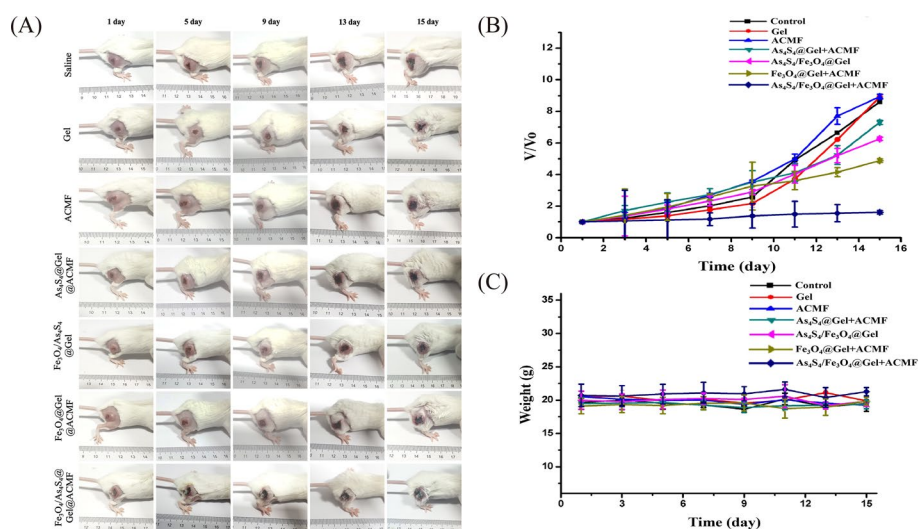 (A)
1 day 5 day 9 day 13 day 15 day
Saline
Gel
ACMF
As₄S₄@Gel
@ACMF
Fe₃O₄/As₄S₄
@Gel
Fe₃O₄@Gel
@ACMF
Fe₃O₄/As₄S₄@
Gel@ACMF
(B)
Control
Gel
ACMF
As₄S₄@Gel+ACMF
As₄S₄/Fe₃O₄@Gel
Fe₃O₄@Gel+ACMF
As₄S₄/Fe₃O₄@Gel+ACMF
V/V₀
12
10
8
6
4
2
0
0 2 4 6 8 10 12 14 16
Time (day)
(C)
Control
Gel
ACMF
As₄S₄@Gel+ACMF
As₄S₄/Fe₃O₄@Gel
Fe₃O₄@Gel+ACMF
As₄S₄/Fe₃O₄@Gel+ACMF
Weight (g)
35
30
25
20
15
10
0 3 6 9 12 15
Time (day)